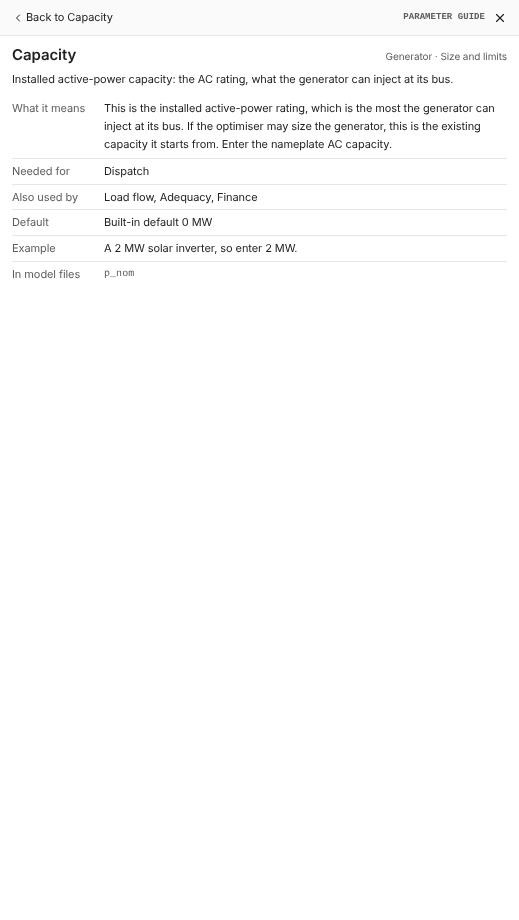 Back to Capacity
PARAMETER GUIDE
Capacity
Generator · Size and limits
Installed active-power capacity: the AC rating, what the generator can inject at its bus.
What it means
This is the installed active-power rating, which is the most the generator can
inject at its bus. If the optimiser may size the generator, this is the existing
capacity it starts from. Enter the nameplate AC capacity.
Needed for
Dispatch
Also used by
Load flow, Adequacy, Finance
Default
Built-in default 0 MW
Example
A 2 MW solar inverter, so enter 2 MW.
In model files
p_nom